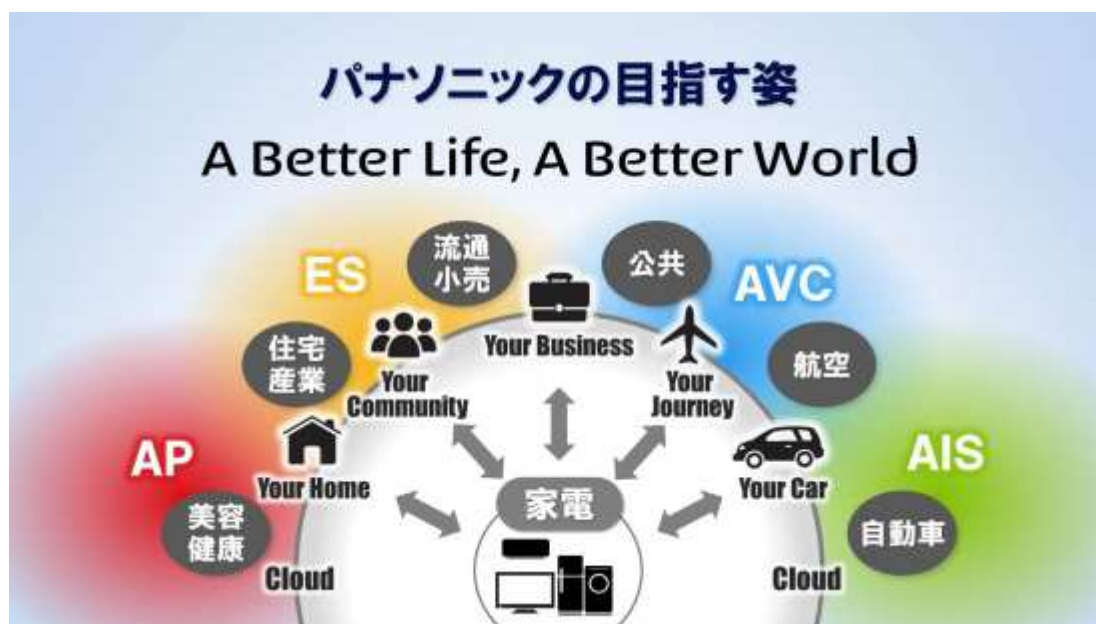 パナソニックの目指す姿
A Better Life, A Better World
ES
流通
小売
公共
AVC
住宅
産業
Your
Community
Your Business
Your
Journey
航空
AP
Your Home
家電
Your Car
AIS
美容
健康
Cloud
Cloud
自動車